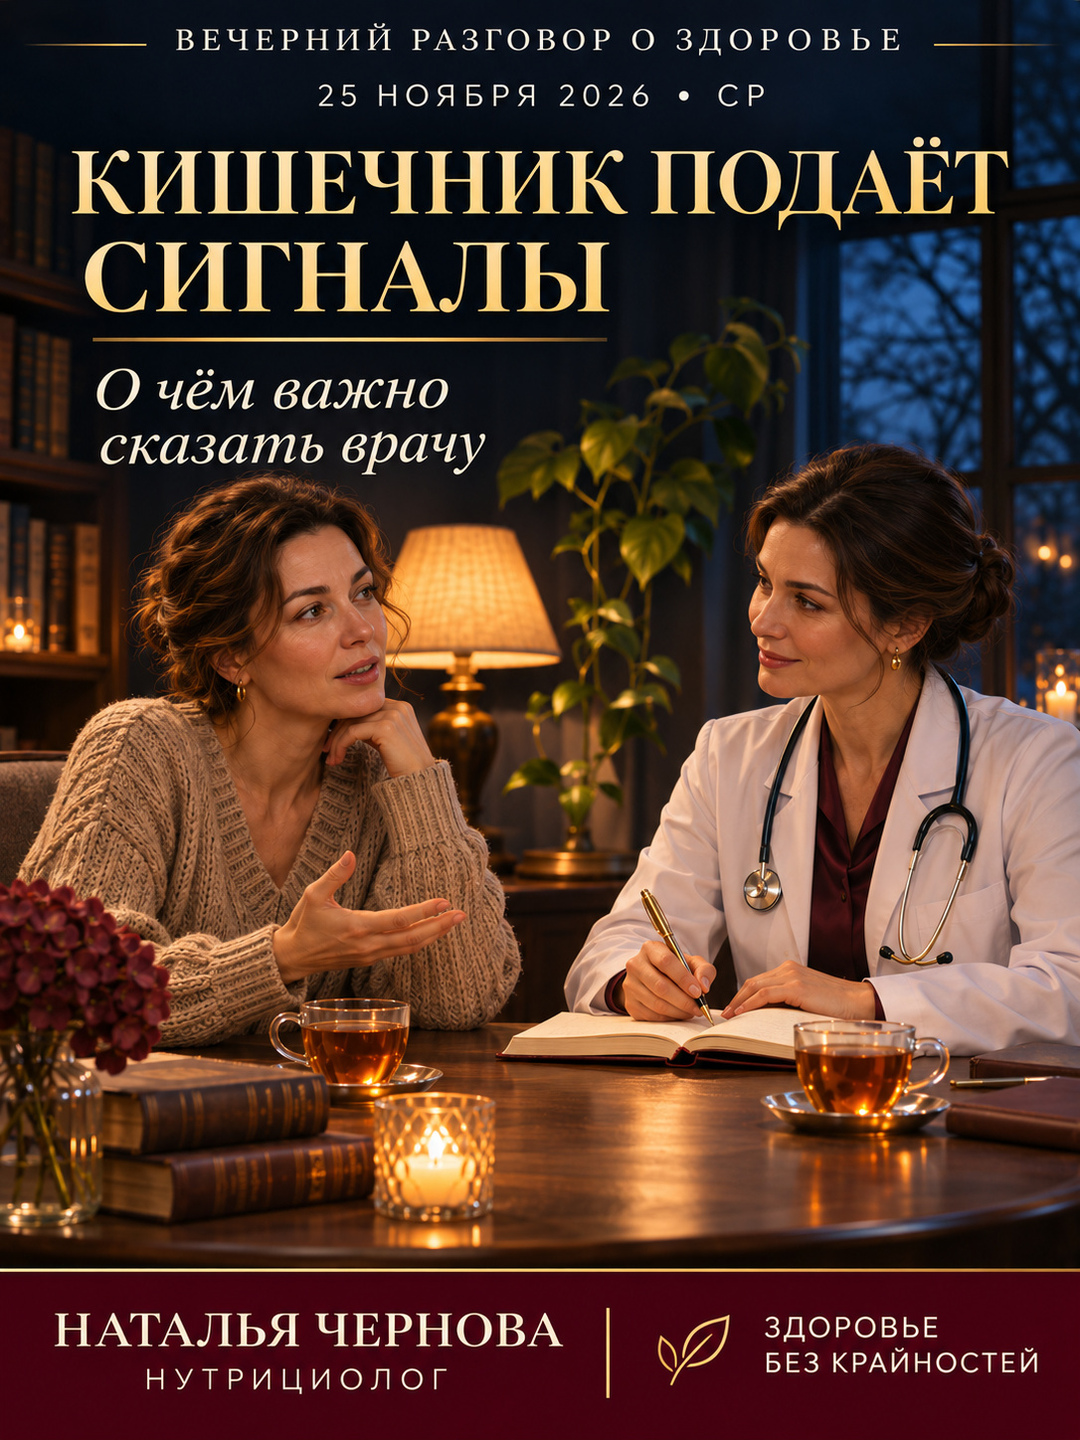 ВЕЧЕРНИЙ РАЗГОВОР О ЗДОРОВЬЕ
25 НОЯБРЯ 2026 • СР
КИШЕЧНИК ПОДАЁТ
СИГНАЛЫ
О чём важно
сказать врачу
НАТАЛЬЯ ЧЕРНОВА
НУТРИЦИОЛОГ
ЗДОРОВЬЕ
БЕЗ КРАЙНОСТЕЙ